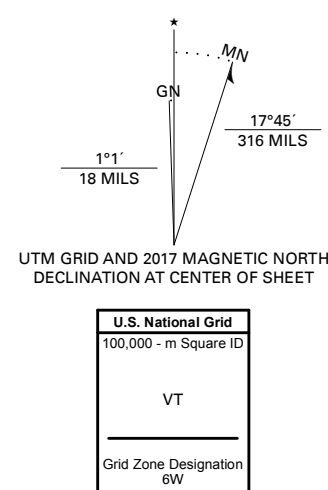 ★
MN
GN
17°45´
316 MILS
1°1´
18 MILS
UTM GRID AND 2017 MAGNETIC NORTH
DECLINATION AT CENTER OF SHEET
U.S. National Grid
100,000 - m Square ID
VT
Grid Zone Designation
6W